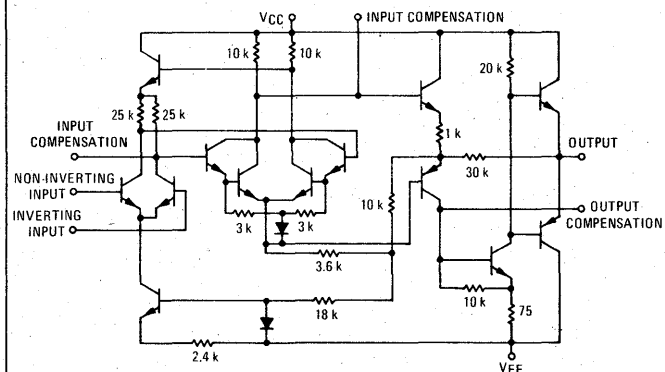 VCC
INPUT COMPENSATION
10 k
10 k
20 k
25 k
25 k
1 k
INPUT
COMPENSATION
OUTPUT
30 k
NON-INVERTING
INPUT
INVERTING
INPUT
OUTPUT
COMPENSATION
10 k
3 k
3 k
3.6 k
10 k
75
18 k
2.4 k
VEE